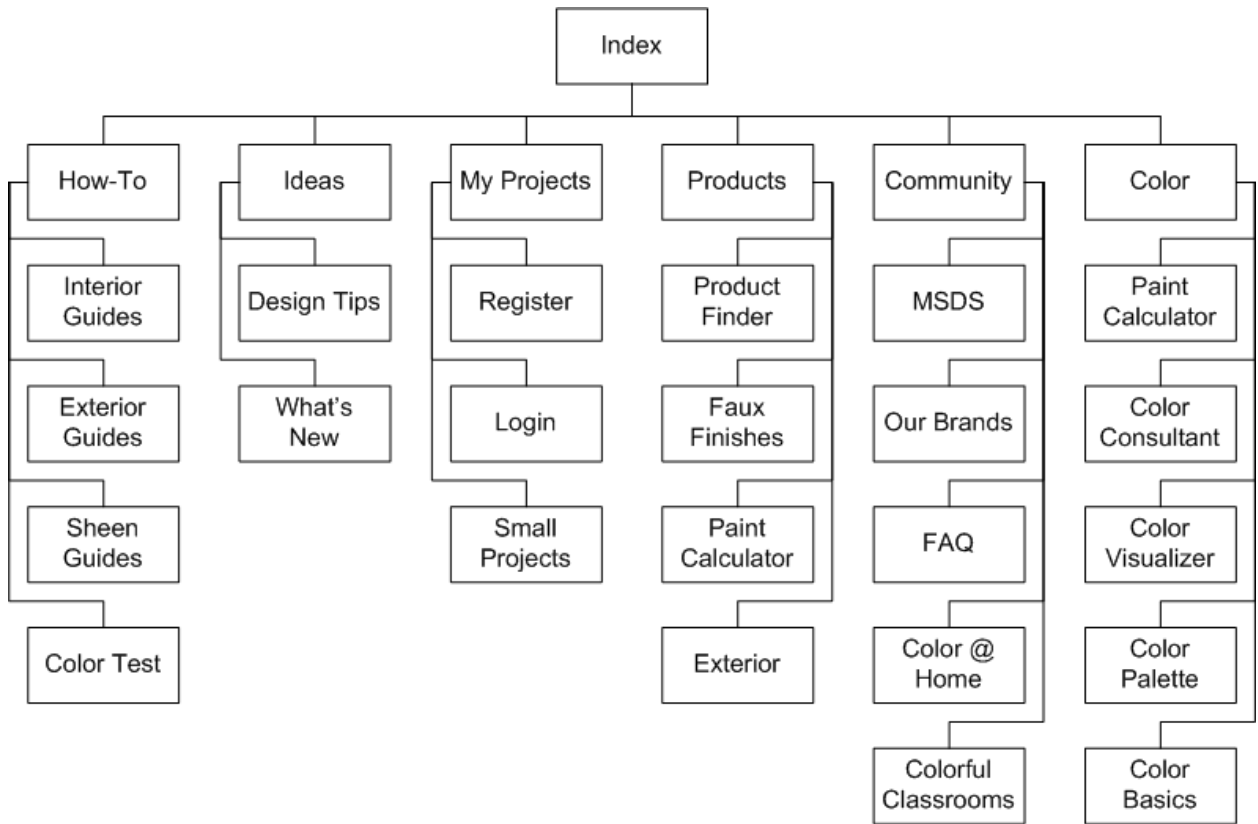 Index
How-To
Ideas
My Projects
Products
Community
Color
Interior
Guides
Design Tips
Register
Product
Finder
MSDS
Paint
Calculator
Exterior
Guides
What's
New
Login
Faux
Finishes
Our Brands
Color
Consultant
Sheen
Guides
Small
Projects
Paint
Calculator
FAQ
Color
Visualizer
Color Test
Exterior
Color @
Home
Color
Palette
Colorful
Classrooms
Color
Basics